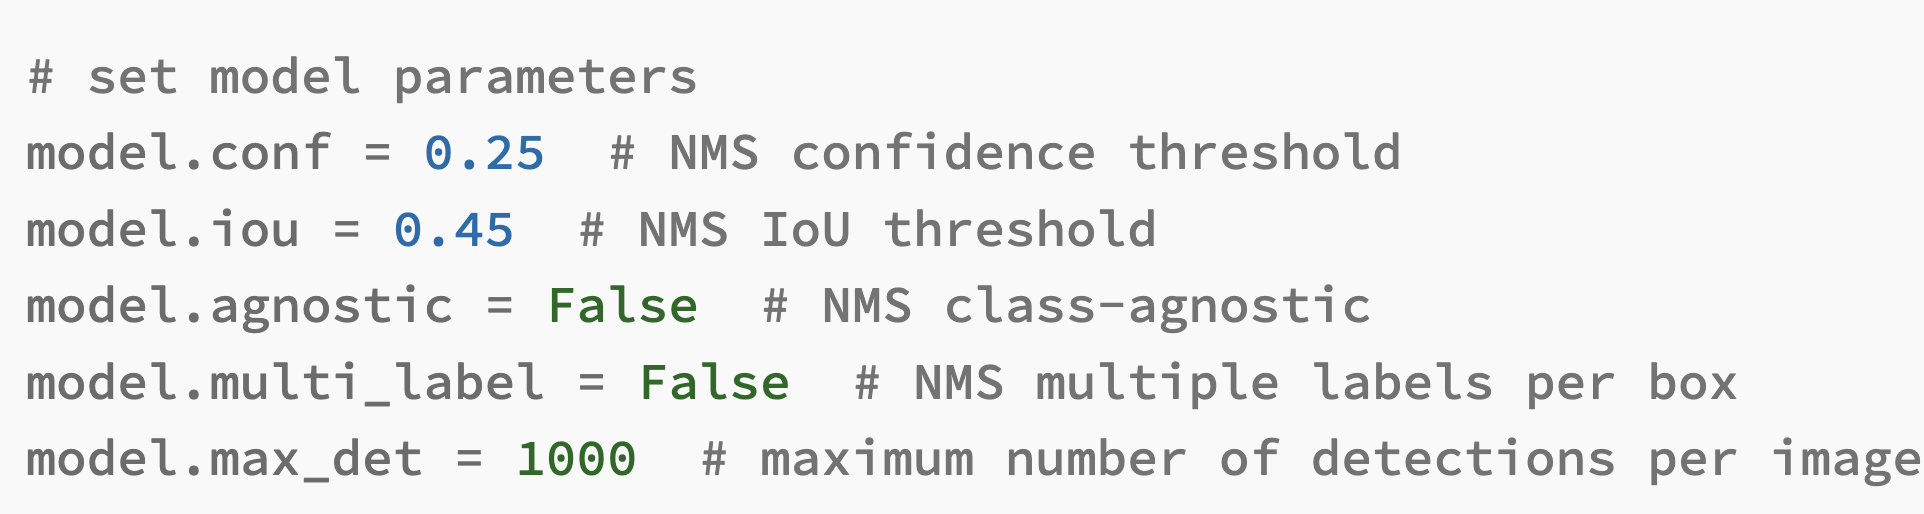 # set model parameters
model.conf = 0.25  # NMS confidence threshold
model.iou = 0.45  # NMS IoU threshold
model.agnostic = False  # NMS class-agnostic
model.multi_label = False  # NMS multiple labels per box
model.max_det = 1000  # maximum number of detections per image